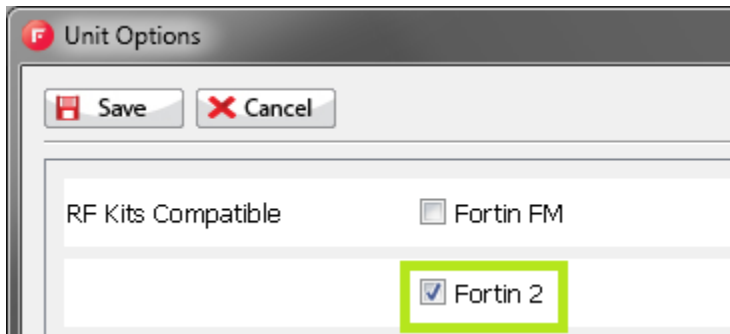 Unit Options
Save Cancel
RF Kits Compatible Fortin FM
Fortin 2